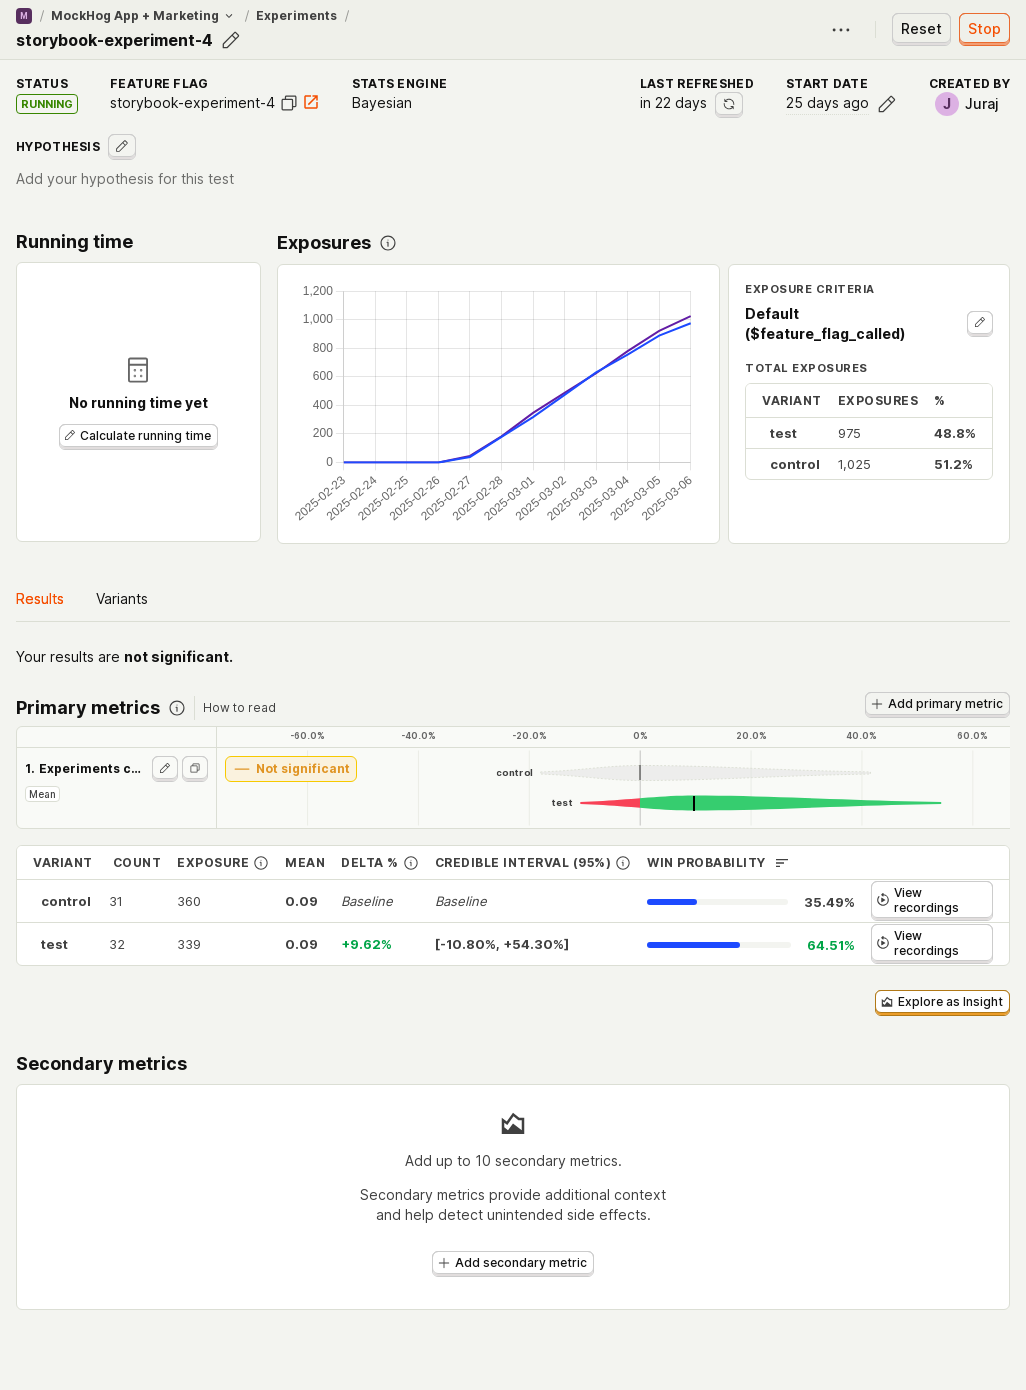 M / MockHog App + Marketing / Experiments /
storybook-experiment-4
Reset Stop
STATUS FEATURE FLAG STATS ENGINE LAST REFRESHED START DATE CREATED BY
RUNNING storybook-experiment-4 Bayesian in 22 days 25 days ago J Juraj
HYPOTHESIS
Add your hypothesis for this test
Running time
No running time yet
Calculate running time
Exposures
1,200
1,000
800
600
400
200
0
2025-02-23 2025-02-24 2025-02-25 2025-02-26 2025-02-27 2025-02-28 2025-03-01 2025-03-02 2025-03-03 2025-03-04 2025-03-05 2025-03-06
EXPOSURE CRITERIA
Default
($feature_flag_called)
TOTAL EXPOSURES
VARIANT EXPOSURES %
test 975 48.8%
control 1,025 51.2%
Results Variants
Your results are not significant.
Primary metrics How to read
Add primary metric
-60.0% -40.0% -20.0% 0% 20.0% 40.0% 60.0%
1. Experiments c...
Mean
— Not significant
control
test
VARIANT COUNT EXPOSURE MEAN DELTA % CREDIBLE INTERVAL (95%) WIN PROBABILITY
control 31 360 0.09 Baseline Baseline 35.49% View
recordings
test 32 339 0.09 +9.62% [-10.80%, +54.30%] 64.51% View
recordings
Explore as Insight
Secondary metrics
Add up to 10 secondary metrics.
Secondary metrics provide additional context
and help detect unintended side effects.
Add secondary metric